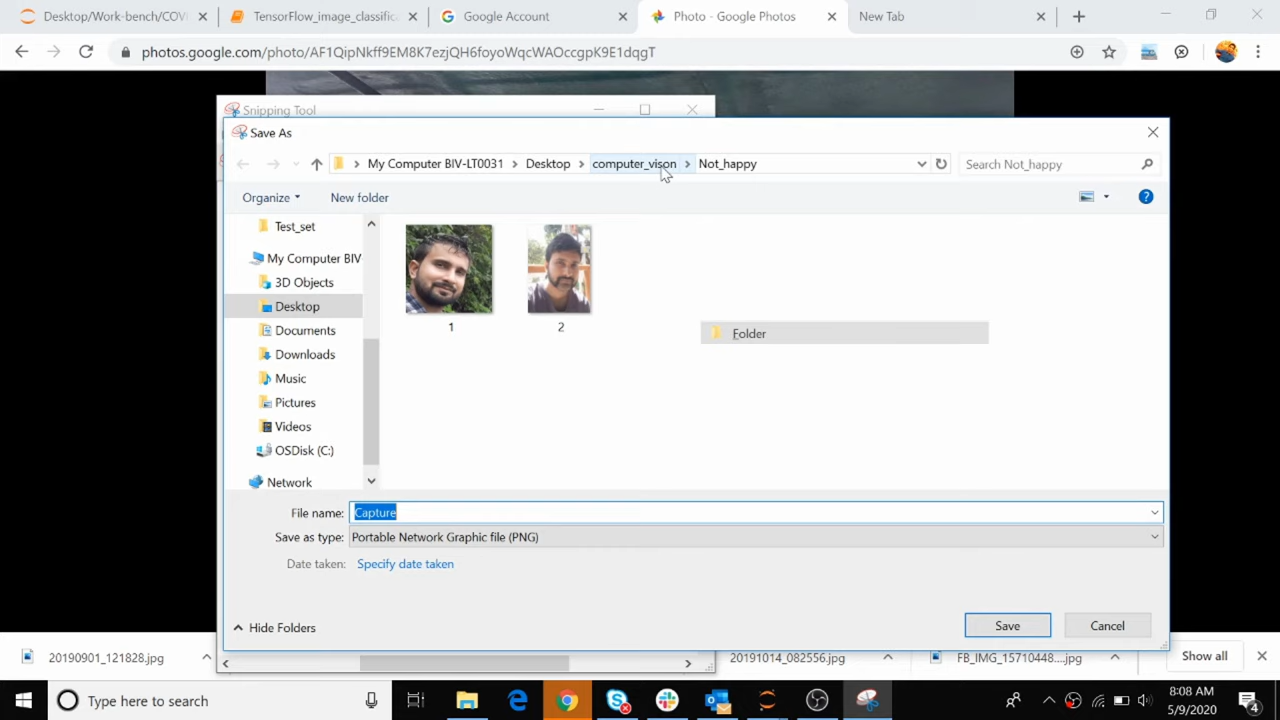 Desktop/Work-bench/COVI
TensorFlow_image_classific
Google Account
Photo - Google Photos
New Tab
photos.google.com/photo/AF1QipNkff9EM8K7ezjQH6foyoWqcWAOccgpK9E1dqgT
Snipping Tool
Save As
My Computer BIV-LT0031
Desktop
computer_vison
Not_happy
Search Not_happy
Organize
New folder
Test_set
My Computer BIV
3D Objects
Desktop
Documents
Downloads
Music
Pictures
Videos
OSDisk (C:)
Network
1
2
Folder
File name:
Capture
Save as type:
Portable Network Graphic file (PNG)
Date taken:
Specify date taken
Hide Folders
Save
Cancel
20190901_121828.jpg
20191014_082556.jpg
FB_IMG_15710448....jpg
Show all
Type here to search
8:08 AM
5/9/2020
4